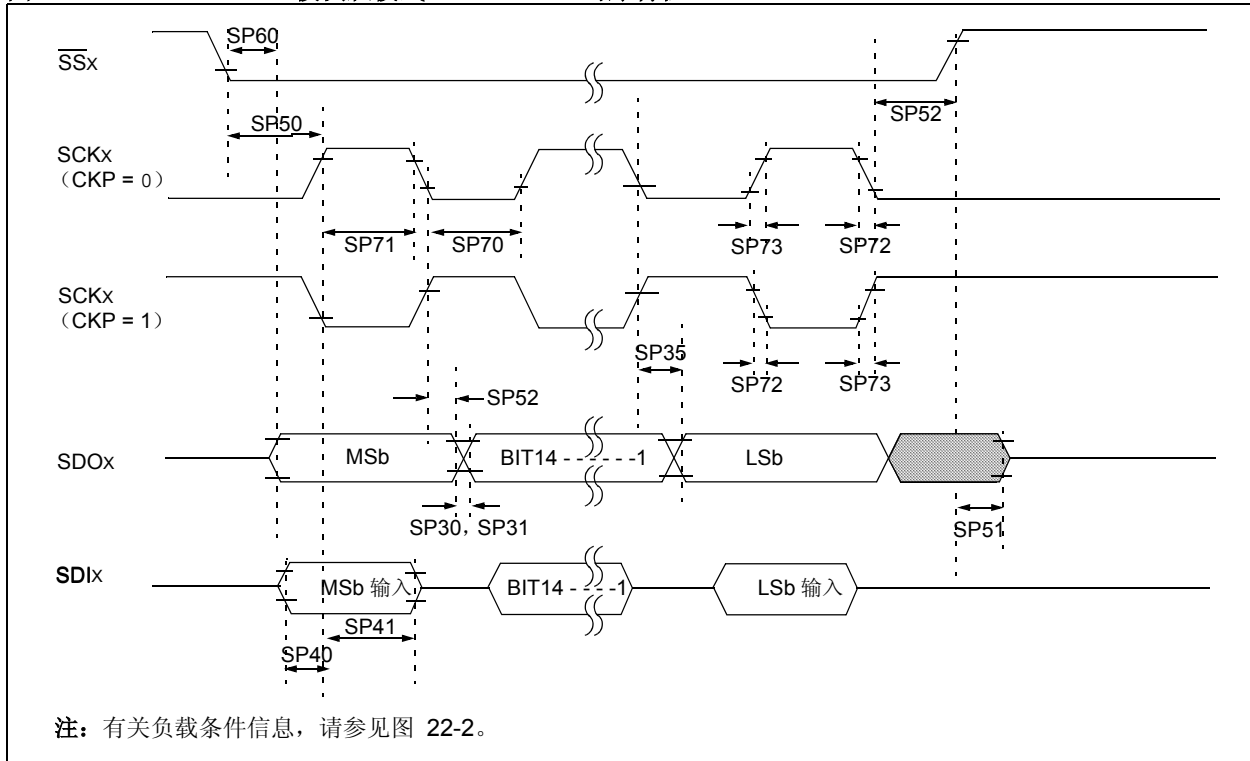 SP60
SSx
SP52
SP50
SCKx
（CKP = 0）
SP71
SP70
SP73
SP72
SCKx
（CKP = 1）
SP35
SP72
SP73
SP52
SDOx
MSb
BIT14 - - - - - -1
LSb
SP30，SP31
SP51
SDIx
MSb 输入
BIT14 - - - -1
LSb 输入
SP41
SP40
注：有关负载条件信息，请参见图 22-2。